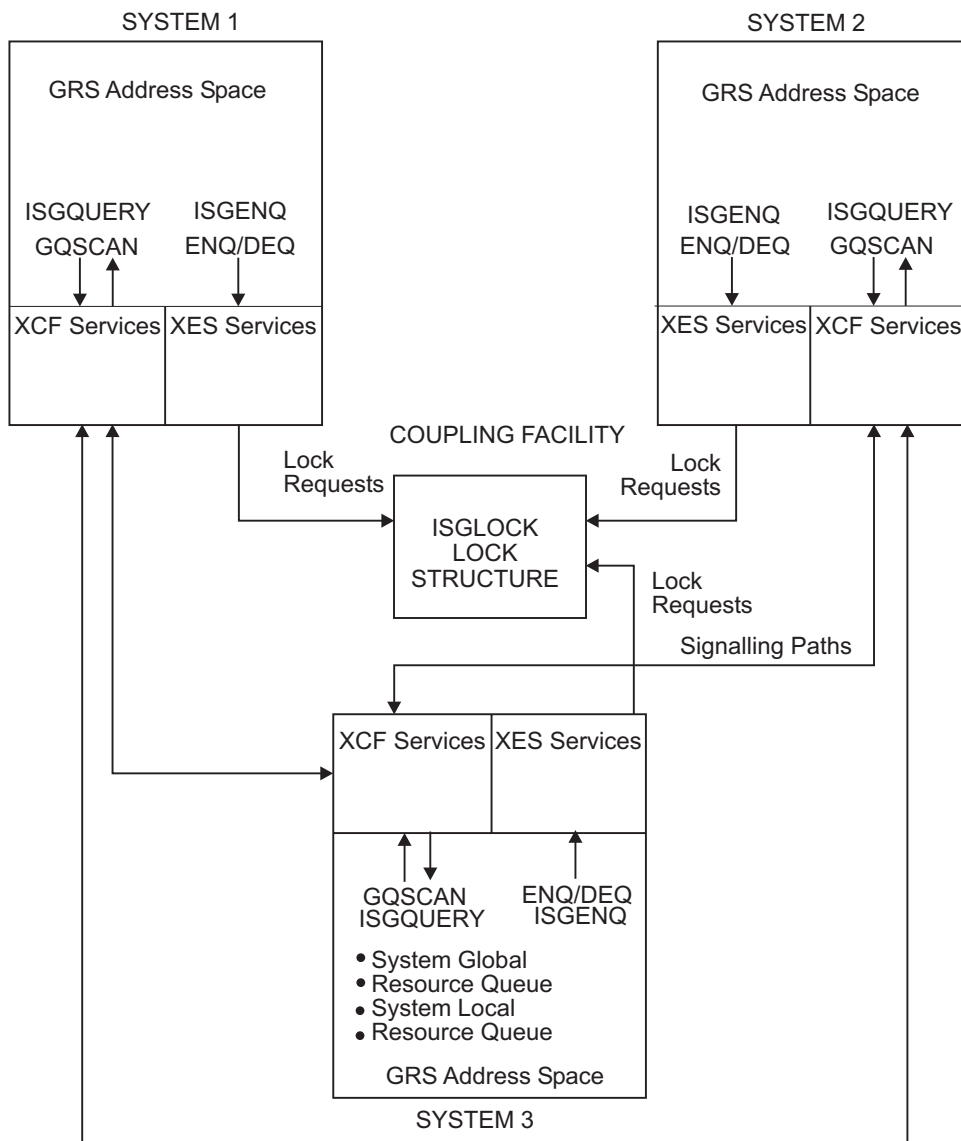 SYSTEM 1
SYSTEM 2
GRS Address Space
GRS Address Space
ISGQUERY
GQSCAN
ISGENQ
ENQ/DEQ
ISGENQ
ENQ/DEQ
ISGQUERY
GQSCAN
XCF Services
XES Services
XES Services
XCF Services
COUPLING FACILITY
Lock
Requests
Lock
Requests
ISGLOCK
LOCK
STRUCTURE
Lock
Requests
Signalling Paths
XCF Services
XES Services
GQSCAN
ISGQUERY
ENQ/DEQ
ISGENQ
• System Global
• Resource Queue
• System Local
• Resource Queue
GRS Address Space
SYSTEM 3